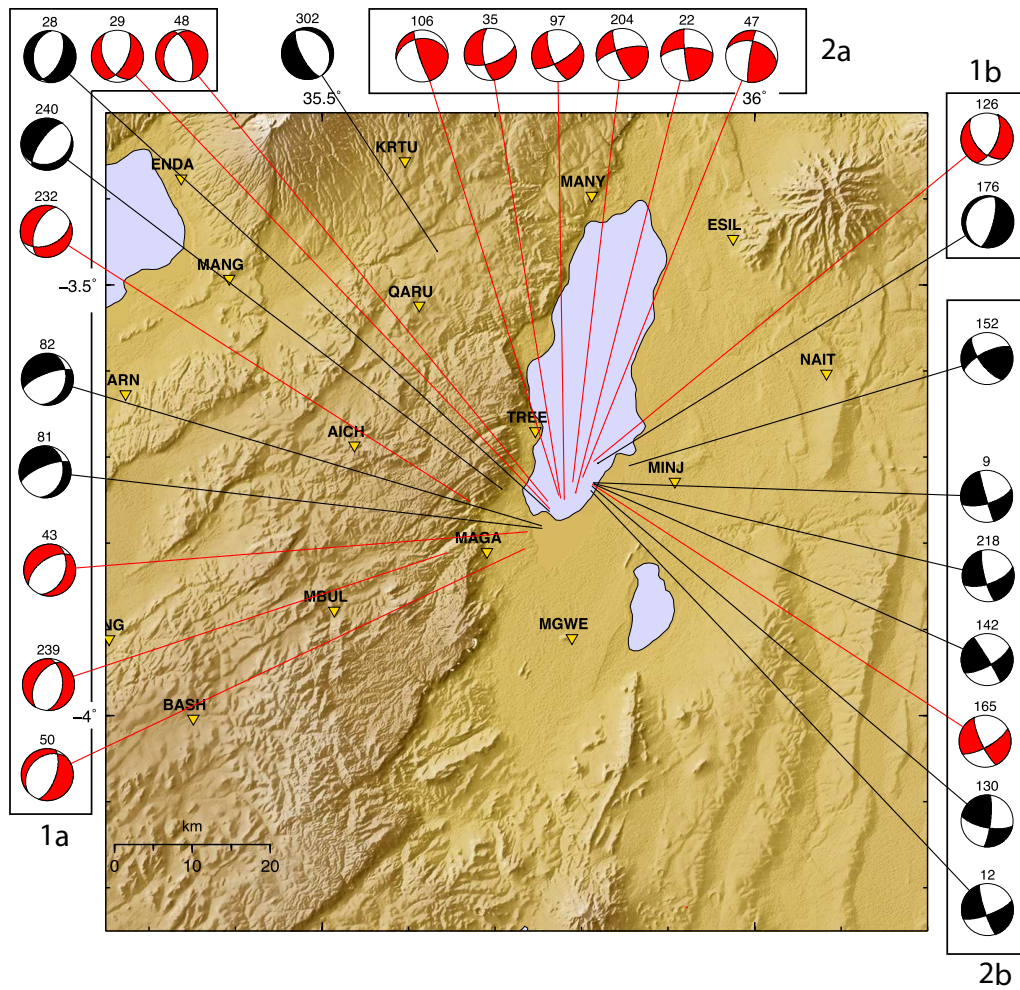 28 29 48 302 106 35 97 204 22 47
2a
35.5° 36°
1b
126
240
KRTU
ENDA
MANY
176
232
ESIL
MANG
−3.5°
QARU
152
82
NAIT
ARN
TREE
AICH
81
MINJ
9
43
MAGA
218
MBUL
NG
MGWE
142
239
BASH
−4°
165
50
130
km
1a
0 10 20
12
2b